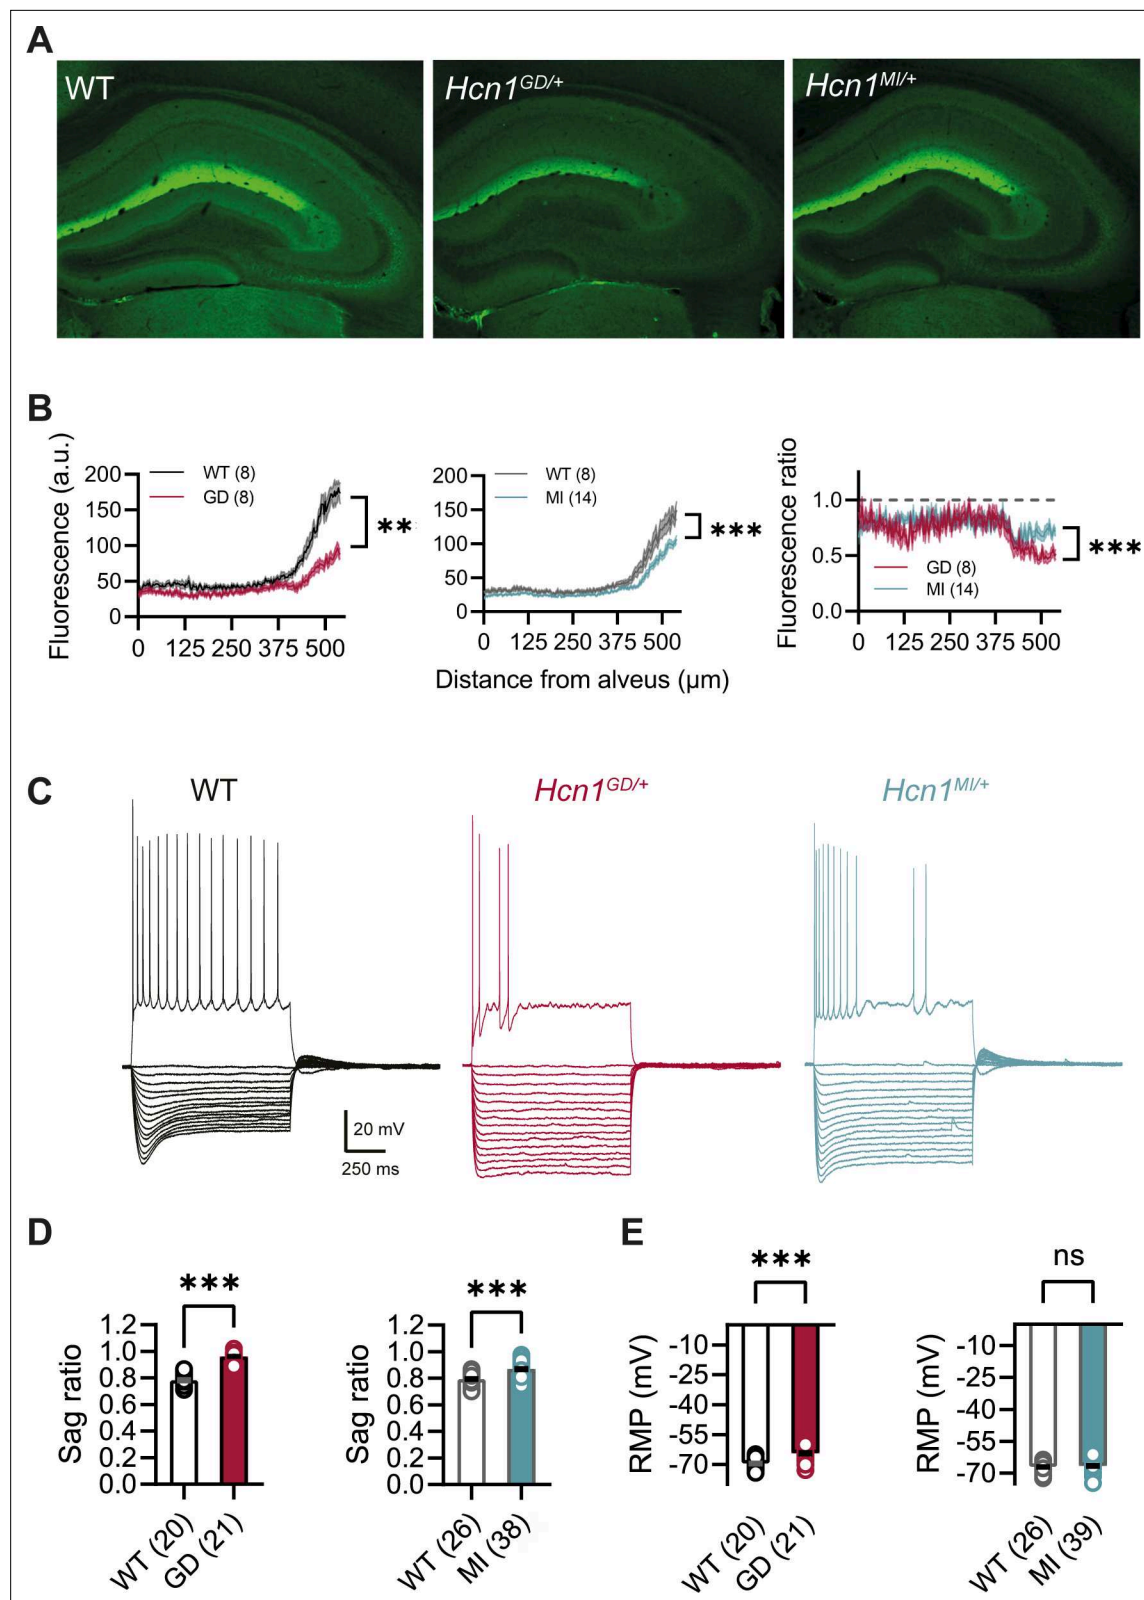 A
WT
Hcn1GD/+
Hcn1MI/+
B
Fluorescence (a.u.)
200
150
100
50
0
WT (8)
GD (8)
**
0 125 250 375 500
200
150
100
50
0
WT (8)
MI (14)
***
0 125 250 375 500
Fluorescence ratio
1.0
0.5
0.0
GD (8)
MI (14)
***
0 125 250 375 500
Distance from alveus (µm)
C
WT
Hcn1GD/+
Hcn1MI/+
20 mV
250 ms
D
***
Sag ratio
1.2
1.0
0.8
0.6
0.4
0.2
0.0
WT (20)
GD (21)
***
Sag ratio
1.2
1.0
0.8
0.6
0.4
0.2
0.0
WT (26)
MI (38)
E
***
RMP (mV)
-10
-25
-40
-55
-70
WT (20)
GD (21)
ns
RMP (mV)
-10
-25
-40
-55
-70
WT (26)
MI (39)